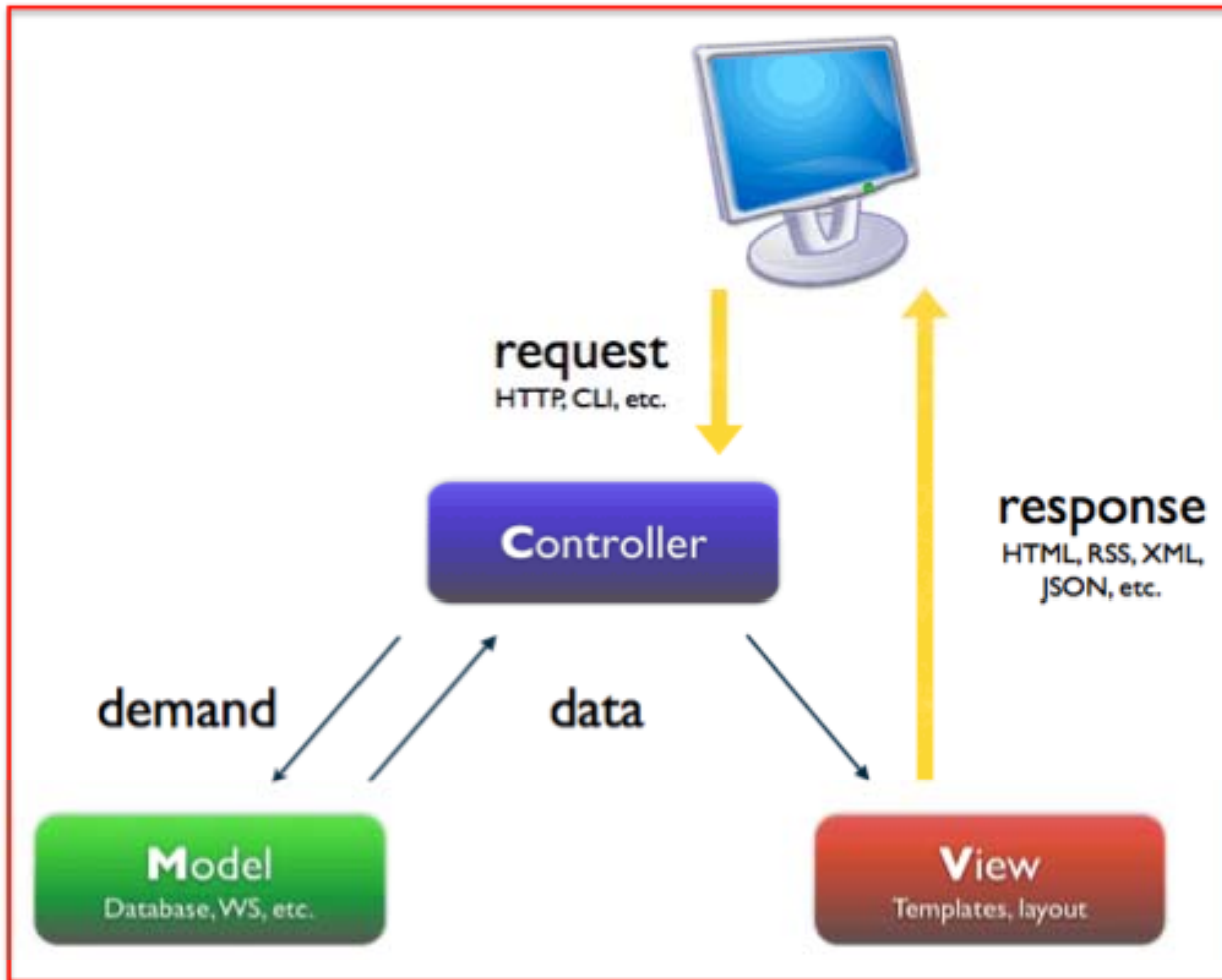 request
HTTP, CLI, etc.
Controller
response
HTML, RSS, XML,
JSON, etc.
demand
data
Model
Database, WS, etc.
View
Templates, layout